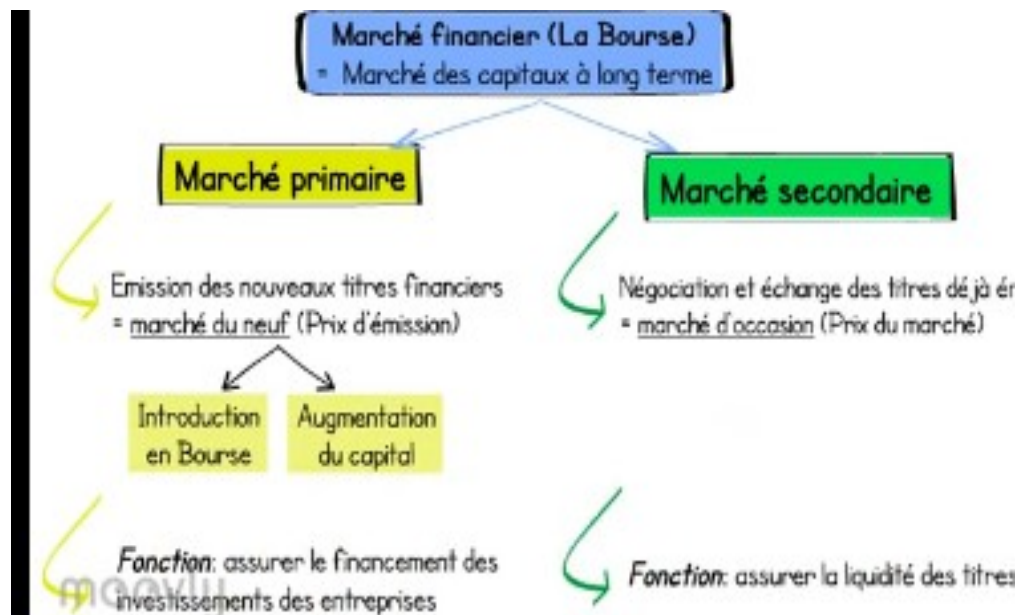 Marché financier (La Bourse)
= Marché des capitaux à long terme
Marché primaire
Marché secondaire
Emission des nouveaux titres financiers
= marché du neuf (Prix d'émission)
Introduction
en Bourse
Augmentation
du capital
Négociation et échange des titres déjà
= marché d'occasion (Prix du marché)
Fonction: assurer le financement des
investissements des entreprises
Fonction: assurer la liquidité des titres
moovly